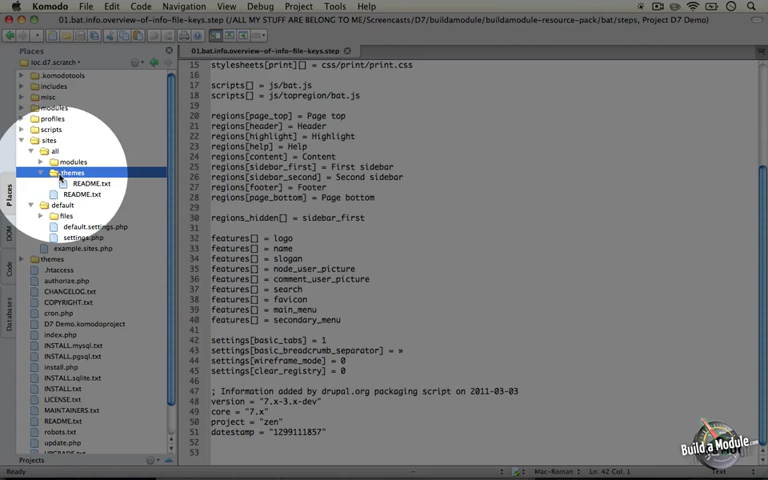 Komodo File Edit Code Navigation View Debug Project Tools Help
01.bat.info.overview-of-info-file-keys.step (/ALL MY STUFF ARE BELONG TO ME/Screencasts/D7/buildamodule/buildamodule-resource-pack/bat/steps, Project D7 Demo)
Places
01.bat.info.overview-of-info-file-keys.step
loc.d7.scratch
.komodotools
includes
misc
modules
profiles
scripts
sites
all
modules
themes
README.txt
README.txt
default
files
default.settings.php
settings.php
example.sites.php
themes
.htaccess
authorize.php
CHANGELOG.txt
COPYRIGHT.txt
cron.php
D7 Demo.komodoproject
index.php
INSTALL.mysql.txt
INSTALL.pgsql.txt
install.php
INSTALL.sqlite.txt
INSTALL.txt
LICENSE.txt
MAINTAINERS.txt
README.txt
robots.txt
update.php
Projects
Places
DOM
Code
Databases
15 stylesheets[print][] = css/print/print.css
16
17 scripts[] = js/bat.js
18 scripts[] = js/topregion/bat.js
19
20 regions[page_top] = Page top
21 regions[header] = Header
22 regions[highlight] = Highlight
23 regions[help] = Help
24 regions[content] = Content
25 regions[sidebar_first] = First sidebar
26 regions[sidebar_second] = Second sidebar
27 regions[footer] = Footer
28 regions[page_bottom] = Page bottom
29
30 regions_hidden[] = sidebar_first
31
32 features[] = logo
33 features[] = name
34 features[] = slogan
35 features[] = node_user_picture
36 features[] = comment_user_picture
37 features[] = search
38 features[] = favicon
39 features[] = main_menu
40 features[] = secondary_menu
41
42 settings[basic_tabs] = 1
43 settings[basic_breadcrumb_separator] = »
44 settings[wireframe_mode] = 0
45 settings[clear_registry] = 0
46
47 ; Information added by drupal.org packaging script on 2011-03-03
48 version = "7.x-3.x-dev"
49 core = "7.x"
50 project = "zen"
51 datestamp = "1299111857"
52
53
Build a Module.com
Ready
Mac-Roman
Ln: 42 Col: 1
Text